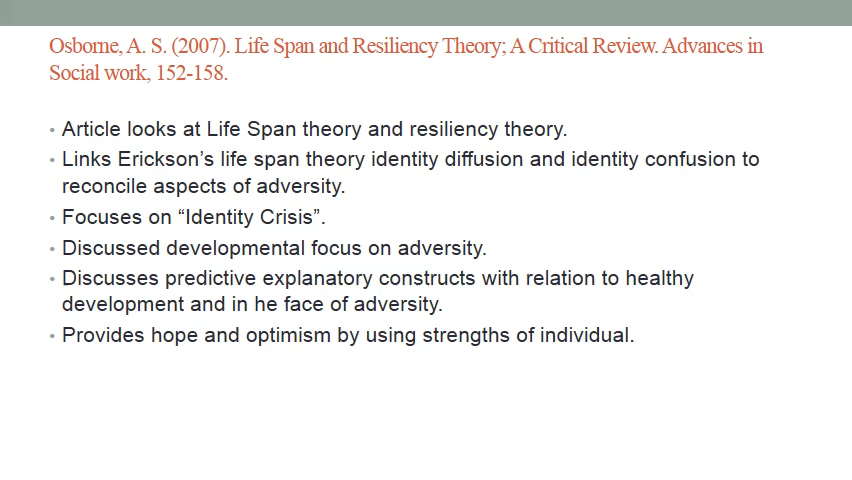 Osborne, A. S. (2007). Life Span and Resiliency Theory; A Critical Review. Advances in
Social work, 152-158.
• Article looks at Life Span theory and resiliency theory.
• Links Erickson’s life span theory identity diffusion and identity confusion to
reconcile aspects of adversity.
• Focuses on “Identity Crisis”.
• Discussed developmental focus on adversity.
• Discusses predictive explanatory constructs with relation to healthy
development and in he face of adversity.
• Provides hope and optimism by using strengths of individual.